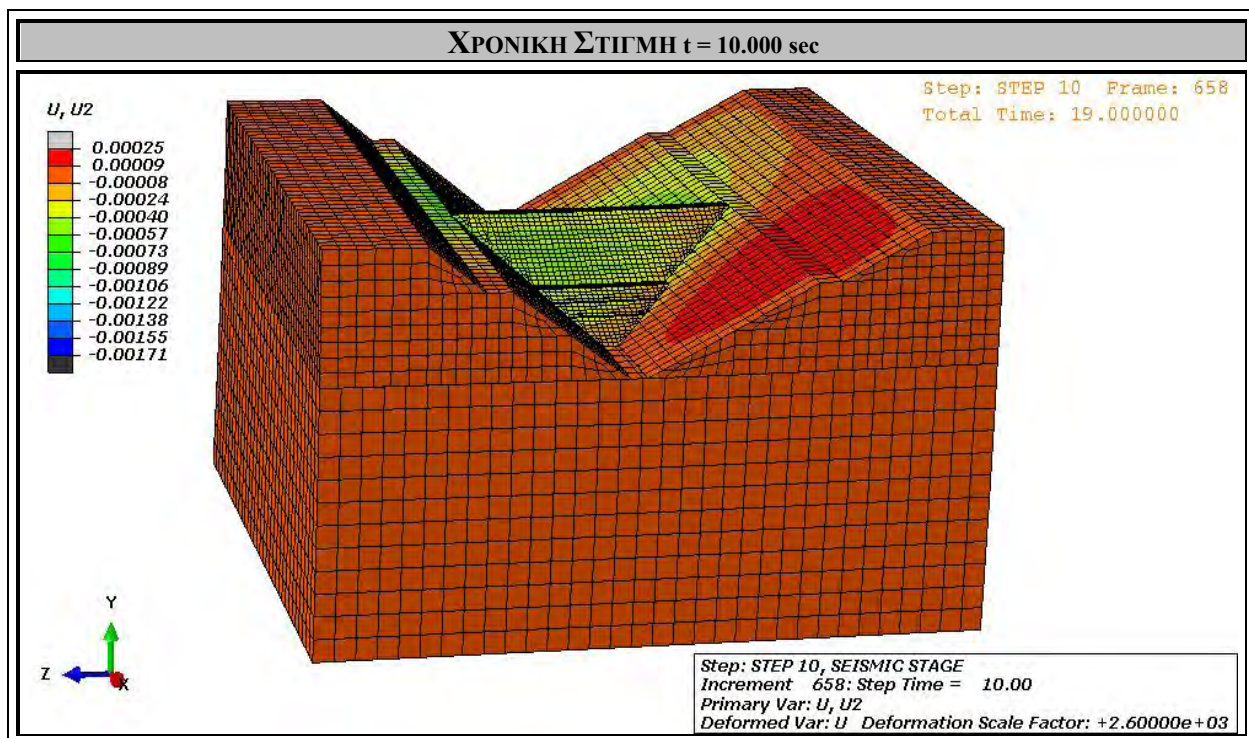 ΧΡΟΝΙΚΗ ΣΤΙΓΜΗ t = 10.000 sec
Step: STEP 10 Frame: 658
Total Time: 19.000000
U, U2
0.00025
0.00009
-0.00008
-0.00024
-0.00040
-0.00057
-0.00073
-0.00089
-0.00106
-0.00122
-0.00138
-0.00155
-0.00171
Y
Z
X
Step: STEP 10, SEISMIC STAGE
Increment 658: Step Time = 10.00
Primary Var: U, U2
Deformed Var: U Deformation Scale Factor: +2.60000e+03